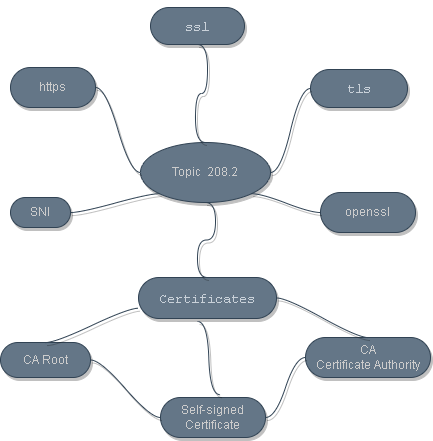 ssl
https
tls
Topic 208.2
SNI
openssl
Certificates
CA Root
CA
Certificate Authority
Self-signed
Certificate